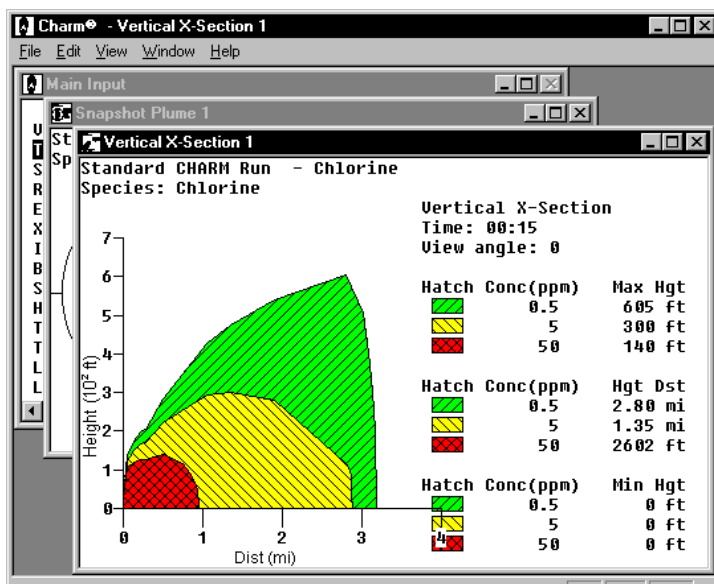 Charm® - Vertical X-Section 1
File Edit View Window Help
Main Input
Snapshot Plume 1
Vertical X-Section 1
U
T
S
R
E
X
I
B
S
H
T
T
L
L
St
Sp
Standard CHARM Run - Chlorine
Species: Chlorine
Vertical X-Section
Time: 00:15
View angle: 0
Hatch Conc(ppm) Max Hgt
0.5 605 ft
5 300 ft
50 140 ft
Hatch Conc(ppm) Hgt Dst
0.5 2.80 mi
5 1.35 mi
50 2602 ft
Hatch Conc(ppm) Min Hgt
0.5 0 ft
5 0 ft
50 0 ft
7
6
5
4
3
2
1
0
Height (10² ft)
0 1 2 3 4
Dist (mi)